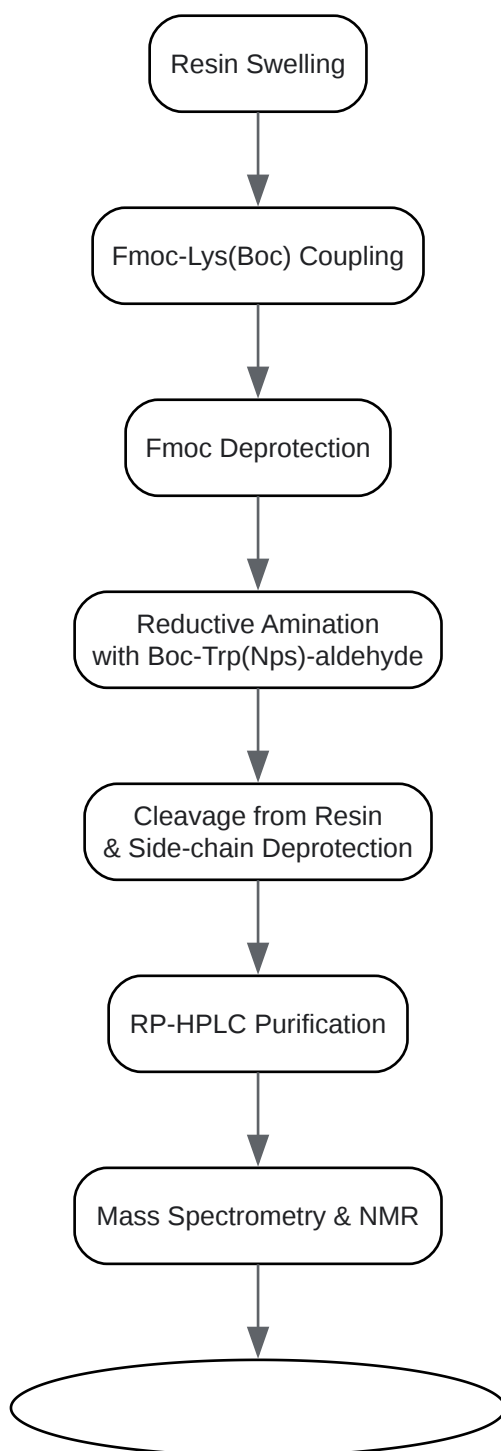 Resin Swelling
Fmoc-Lys(Boc) Coupling
Fmoc Deprotection
Reductive Amination
with Boc-Trp(Nps)-aldehyde
Cleavage from Resin
& Side-chain Deprotection
RP-HPLC Purification
Mass Spectrometry & NMR